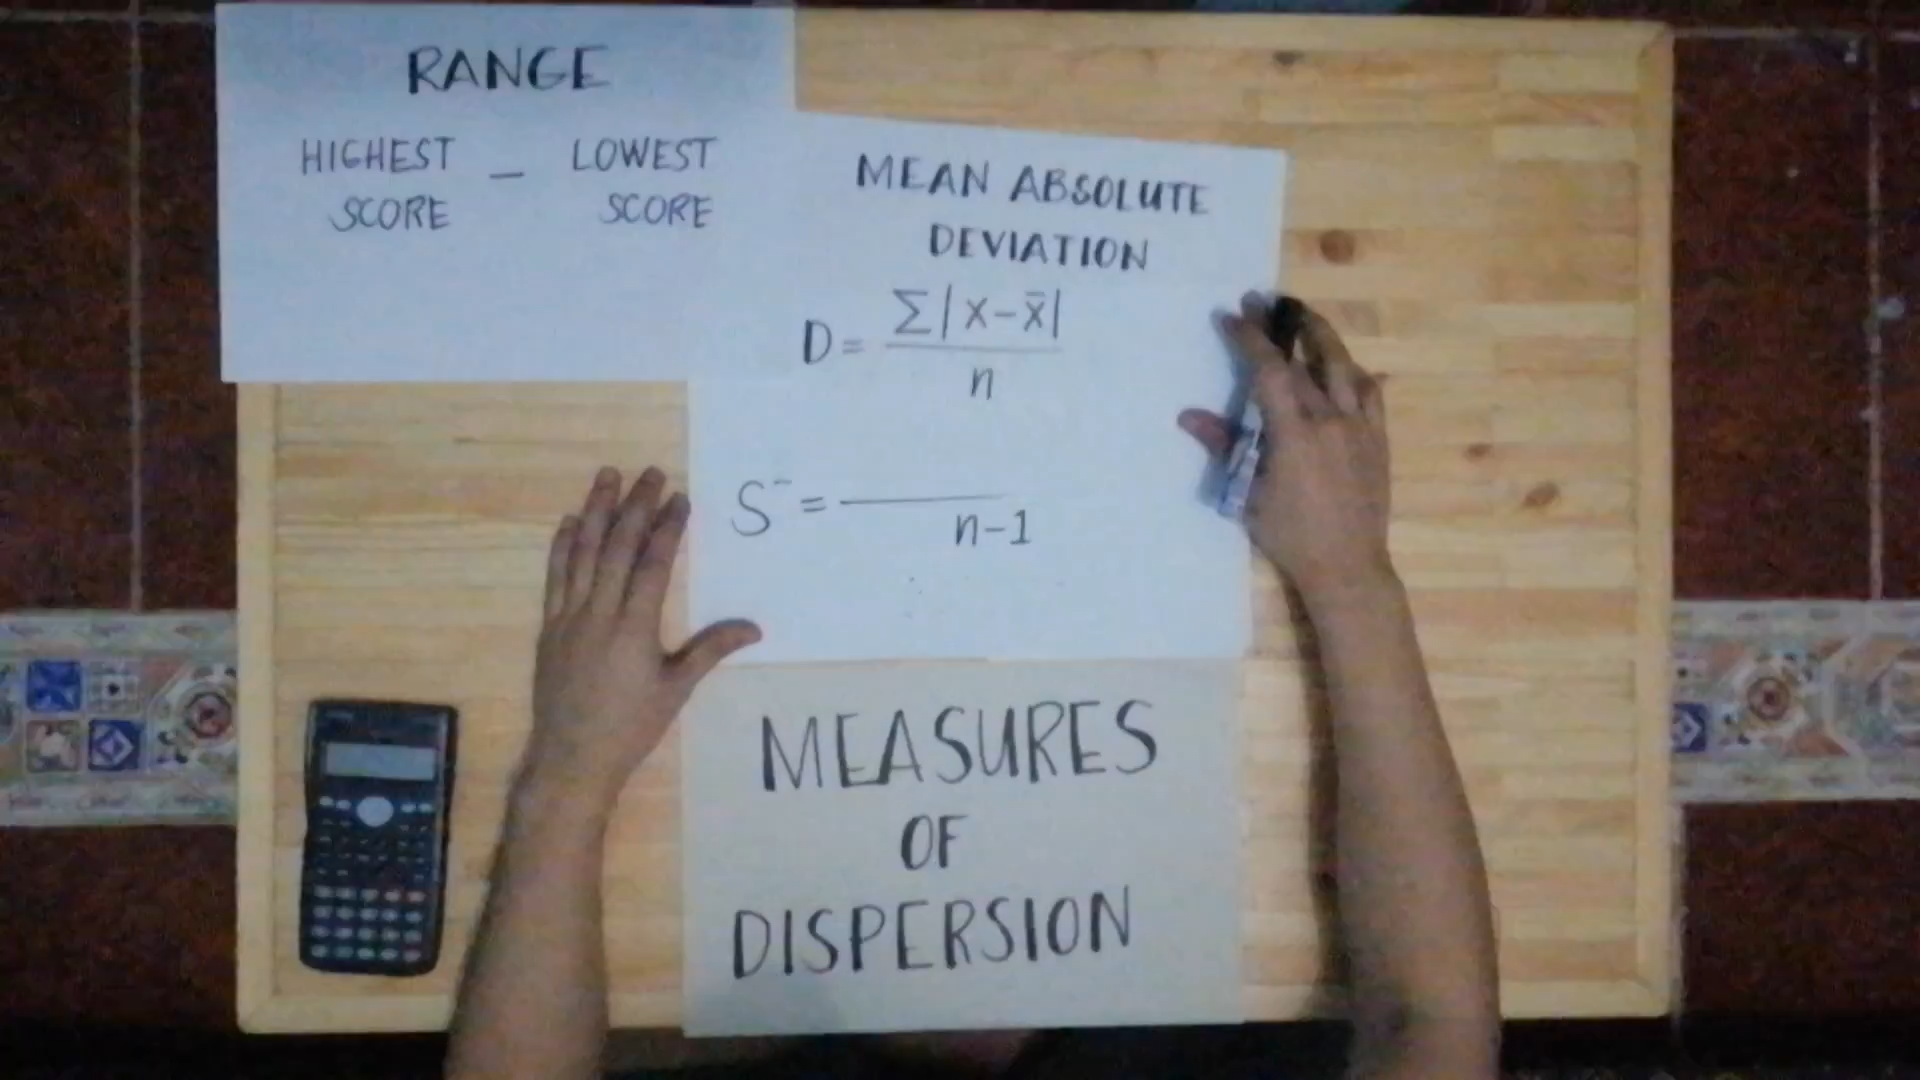 RANGE
HIGHEST SCORE – LOWEST SCORE
MEAN ABSOLUTE
DEVIATION
D = Σ|x-x̄| / n
S⁻ = / n-1
MEASURES
OF
DISPERSION